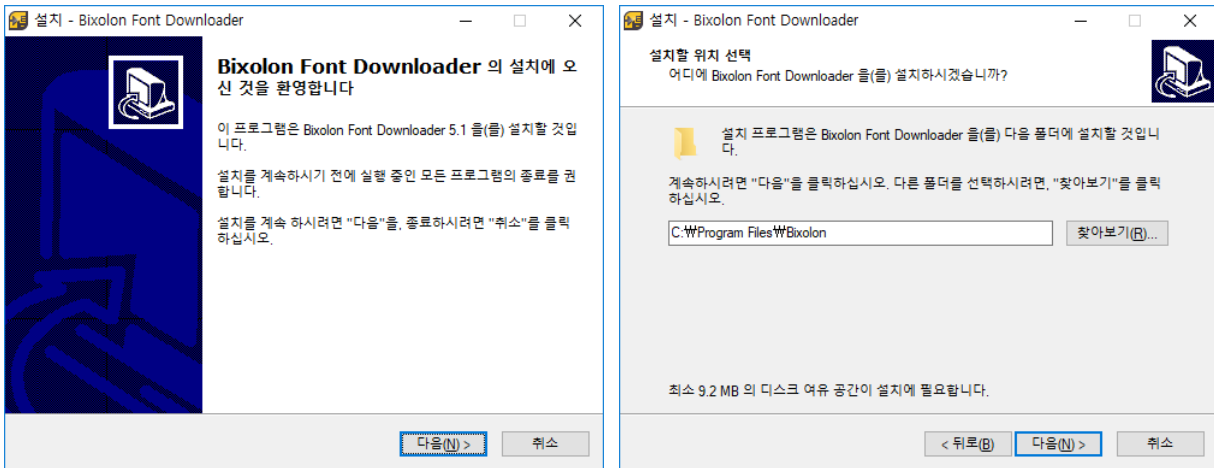 설치 - Bixolon Font Downloader
Bixolon Font Downloader 의 설치에 오
신 것을 환영합니다
이 프로그램은 Bixolon Font Downloader 5.1 을(를) 설치할 것입
니다.
설치를 계속하시기 전에 실행 중인 모든 프로그램의 종료를 권
합니다.
설치를 계속 하시려면 "다음"을, 종료하시려면 "취소"를 클릭
하십시오.
다음(N) >
취소
설치 - Bixolon Font Downloader
설치할 위치 선택
어디에 Bixolon Font Downloader 을(를) 설치하시겠습니까?
설치 프로그램은 Bixolon Font Downloader 을(를) 다음 폴더에 설치할 것입니
다.
계속하시려면 "다음"을 클릭하십시오. 다른 폴더를 선택하시려면, "찾아보기"를 클릭
하십시오.
C:₩Program Files₩Bixolon
찾아보기(R)...
최소 9.2 MB 의 디스크 여유 공간이 설치에 필요합니다.
< 뒤로(B)
다음(N) >
취소